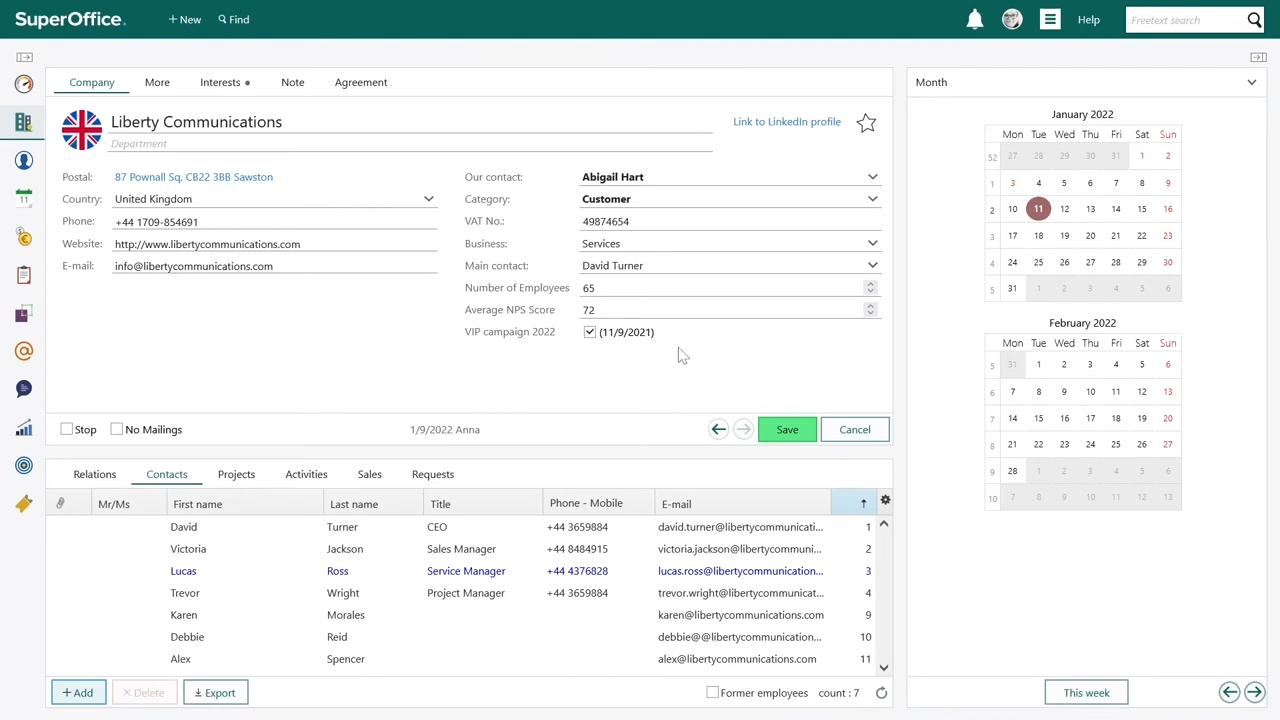 SuperOffice. + New Find Help Freetext search
Company More Interests • Note Agreement
Liberty Communications Link to LinkedIn profile
Department
Postal: 87 Pownall Sq, CB22 3BB Sawston
Country: United Kingdom
Phone: +44 1709-854691
Website: http://www.libertycommunications.com
E-mail: info@libertycommunications.com
Our contact: Abigail Hart
Category: Customer
VAT No.: 49874654
Business: Services
Main contact: David Turner
Number of Employees 65
Average NPS Score 72
VIP campaign 2022 (11/9/2021)
Stop No Mailings 1/9/2022 Anna Save Cancel
Relations Contacts Projects Activities Sales Requests
Mr/Ms First name Last name Title Phone - Mobile E-mail ↑
David Turner CEO +44 3659884 david.turner@libertycommunicati... 1
Victoria Jackson Sales Manager +44 8484915 victoria.jackson@libertycommuni... 2
Lucas Ross Service Manager +44 4376828 lucas.ross@libertycommunication... 3
Trevor Wright Project Manager +44 3659884 trevor.wright@libertycommunicat... 4
Karen Morales karen@libertycommunications.com 9
Debbie Reid debbie@@libertycommunication... 10
Alex Spencer alex@libertycommunications.com 11
+ Add × Delete Export Former employees count : 7
11
Month
January 2022
Mon Tue Wed Thu Fri Sat Sun
52 27 28 29 30 31 1 2
1 3 4 5 6 7 8 9
2 10 11 12 13 14 15 16
3 17 18 19 20 21 22 23
4 24 25 26 27 28 29 30
5 31 1 2 3 4 5 6
February 2022
Mon Tue Wed Thu Fri Sat Sun
5 31 1 2 3 4 5 6
6 7 8 9 10 11 12 13
7 14 15 16 17 18 19 20
8 21 22 23 24 25 26 27
9 28 1 2 3 4 5 6
10 7 8 9 10 11 12 13
This week